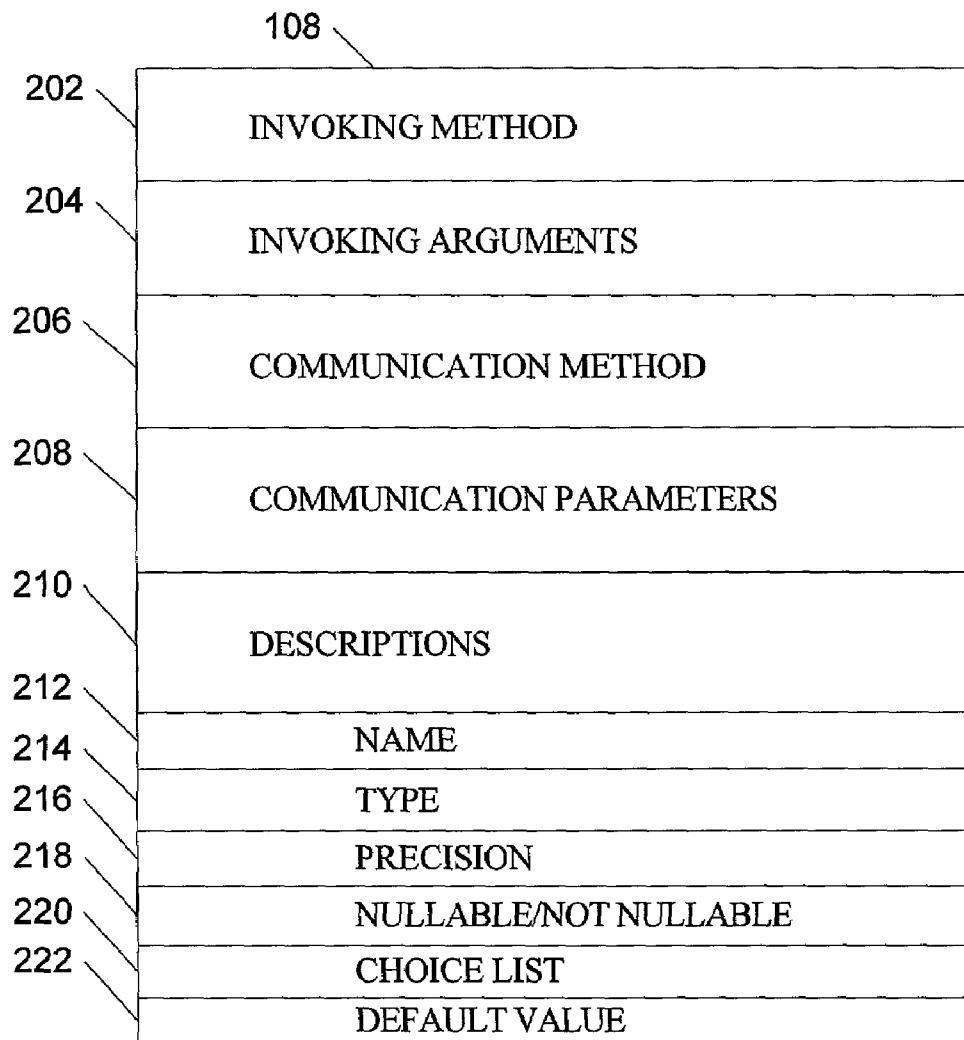 108
202
INVOKING METHOD
204
INVOKING ARGUMENTS
206
COMMUNICATION METHOD
208
COMMUNICATION PARAMETERS
210
DESCRIPTIONS
212
NAME
214
TYPE
216
PRECISION
218
NULLABLE/NOT NULLABLE
220
CHOICE LIST
222
DEFAULT VALUE